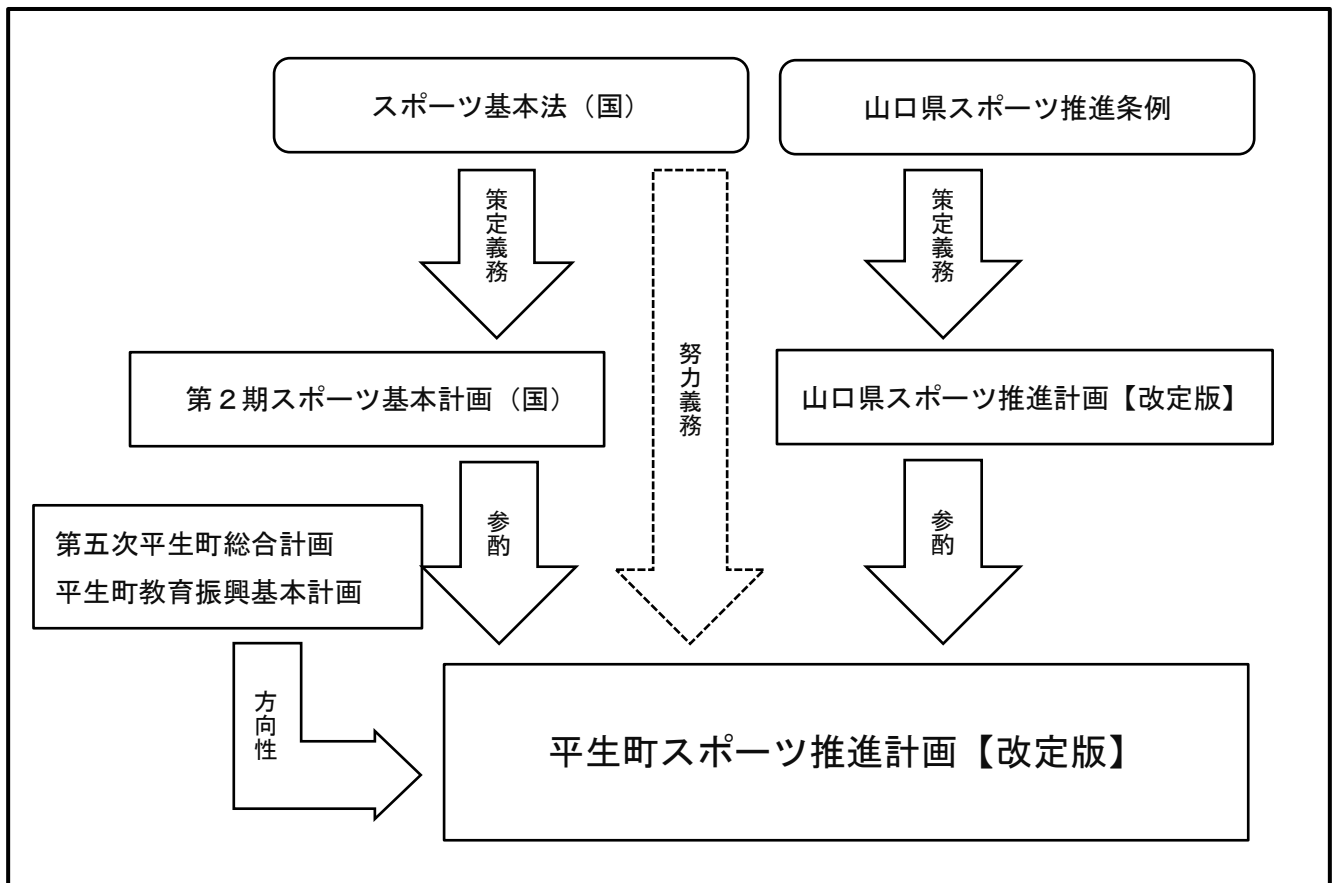 スポーツ基本法（国）
山口県スポーツ推進条例
策定義務
策定義務
努力義務
第２期スポーツ基本計画（国）
山口県スポーツ推進計画【改定版】
参酌
参酌
第五次平生町総合計画
平生町教育振興基本計画
方向性
平生町スポーツ推進計画【改定版】